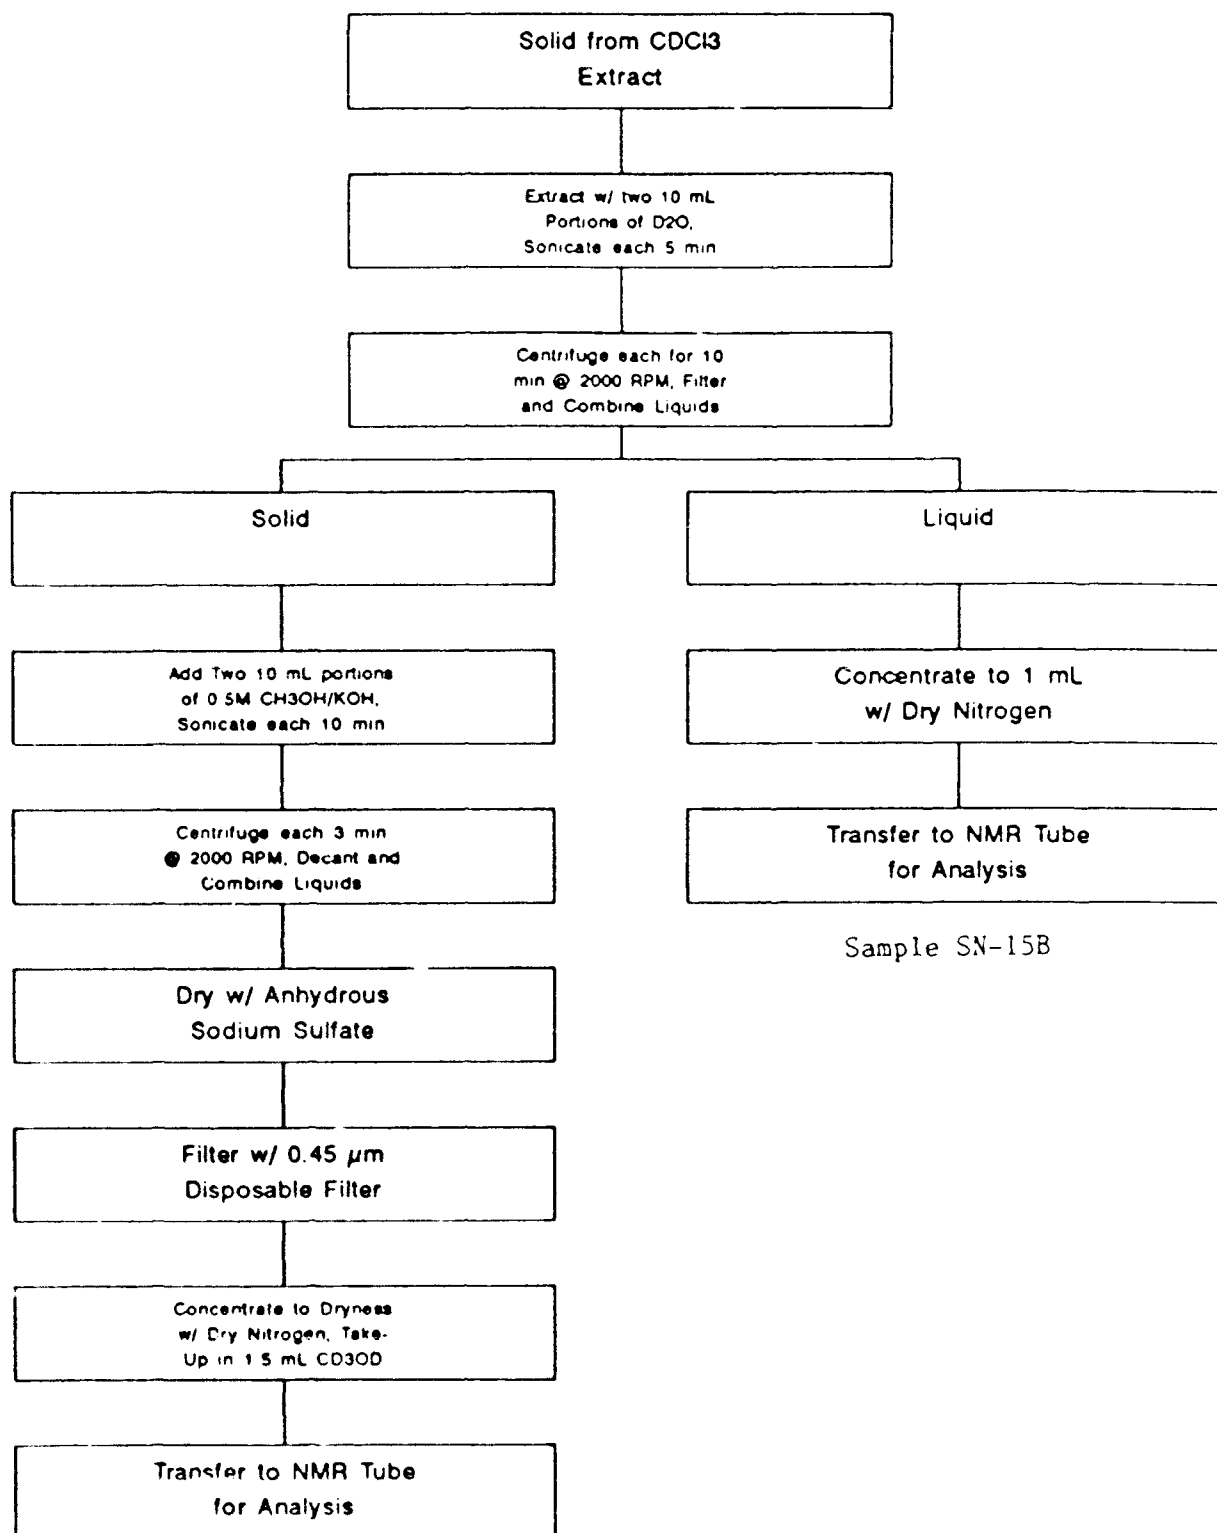 Solid from CDCl3
Extract
Extract w/ two 10 mL
Portions of D2O,
Sonicate each 5 min
Centrifuge each for 10
min @ 2000 RPM, Filter
and Combine Liquids
Solid
Liquid
Add Two 10 mL portions
of 0.5M CH3OH/KOH,
Sonicate each 10 min
Concentrate to 1 mL
w/ Dry Nitrogen
Centrifuge each 3 min
@ 2000 RPM, Decant and
Combine Liquids
Transfer to NMR Tube
for Analysis
Sample SN-15B
Dry w/ Anhydrous
Sodium Sulfate
Filter w/ 0.45 µm
Disposable Filter
Concentrate to Dryness
w/ Dry Nitrogen, Take-
Up in 1.5 mL CD3OD
Transfer to NMR Tube
for Analysis